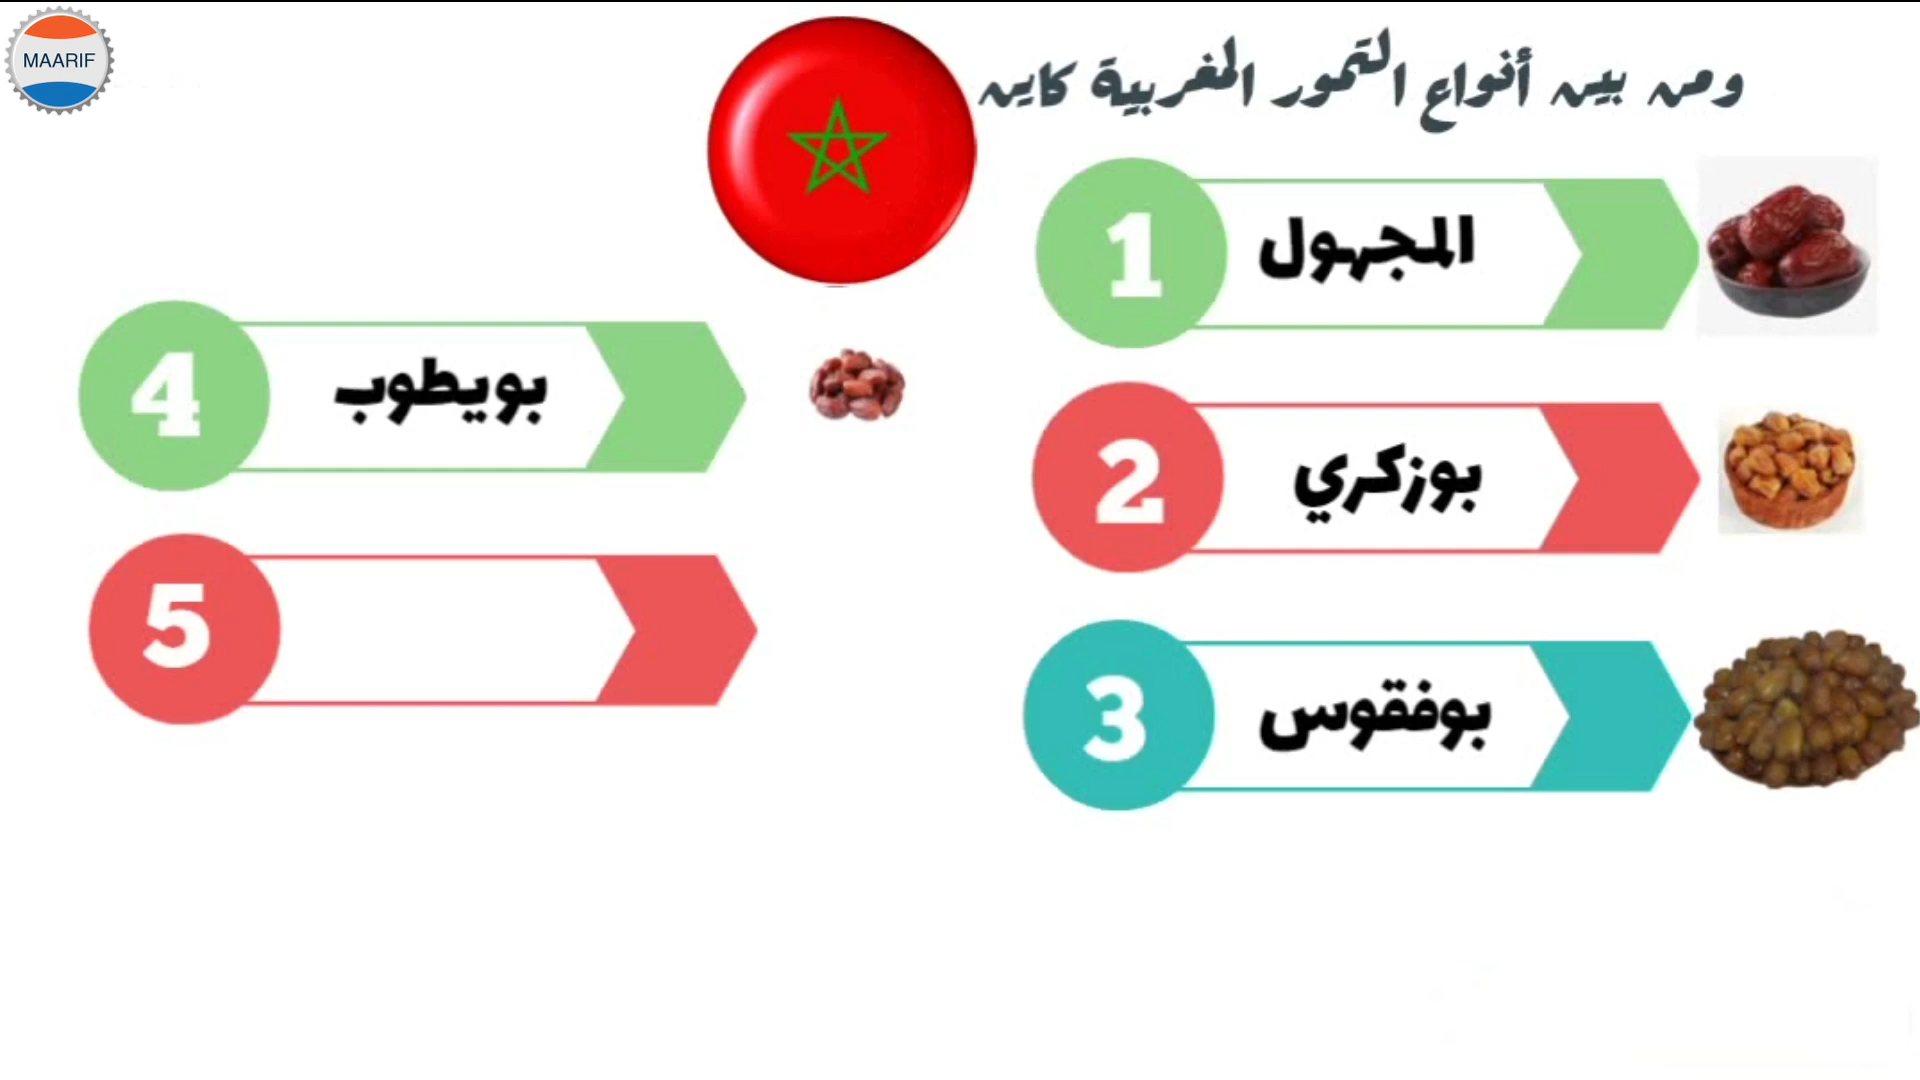 MAARIF
ومن بين أنواع التمور المغربية كاين
1 المجهول
2 بوزكري
3 بوفقوس
4 بويطوب
5